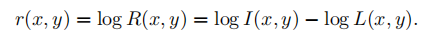 r(x, y) = log R(x, y) = log I(x, y) − log L(x, y).